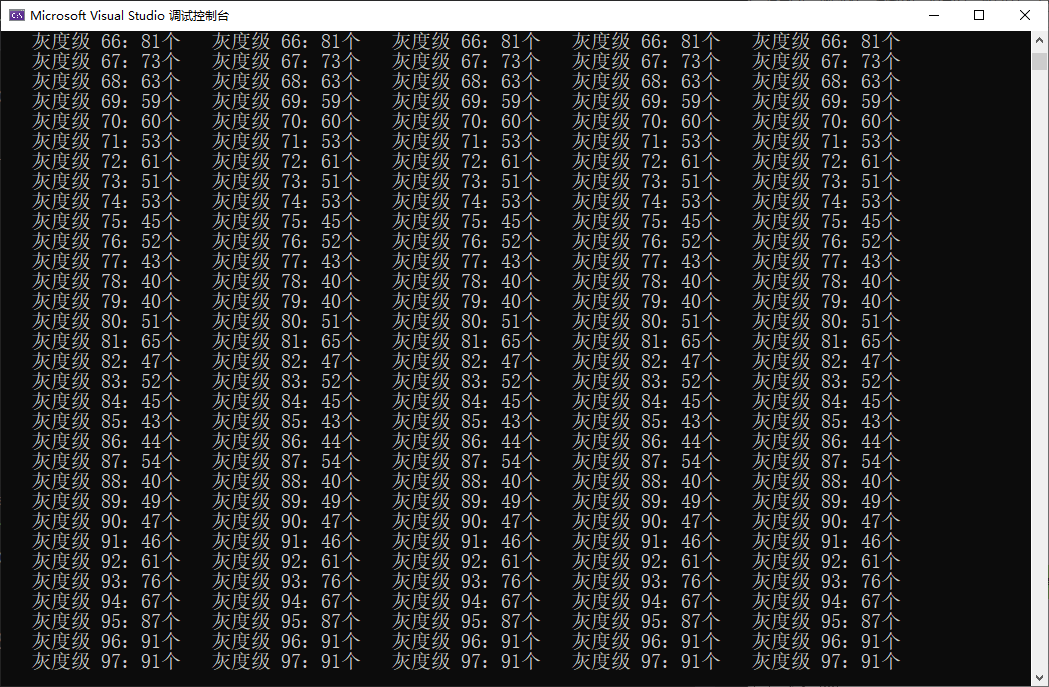 Microsoft Visual Studio 调试控制台
灰度级 66: 81个 灰度级 66: 81个 灰度级 66: 81个 灰度级 66: 81个 灰度级 66: 81个
灰度级 67: 73个 灰度级 67: 73个 灰度级 67: 73个 灰度级 67: 73个 灰度级 67: 73个
灰度级 68: 63个 灰度级 68: 63个 灰度级 68: 63个 灰度级 68: 63个 灰度级 68: 63个
灰度级 69: 59个 灰度级 69: 59个 灰度级 69: 59个 灰度级 69: 59个 灰度级 69: 59个
灰度级 70: 60个 灰度级 70: 60个 灰度级 70: 60个 灰度级 70: 60个 灰度级 70: 60个
灰度级 71: 53个 灰度级 71: 53个 灰度级 71: 53个 灰度级 71: 53个 灰度级 71: 53个
灰度级 72: 61个 灰度级 72: 61个 灰度级 72: 61个 灰度级 72: 61个 灰度级 72: 61个
灰度级 73: 51个 灰度级 73: 51个 灰度级 73: 51个 灰度级 73: 51个 灰度级 73: 51个
灰度级 74: 53个 灰度级 74: 53个 灰度级 74: 53个 灰度级 74: 53个 灰度级 74: 53个
灰度级 75: 45个 灰度级 75: 45个 灰度级 75: 45个 灰度级 75: 45个 灰度级 75: 45个
灰度级 76: 52个 灰度级 76: 52个 灰度级 76: 52个 灰度级 76: 52个 灰度级 76: 52个
灰度级 77: 43个 灰度级 77: 43个 灰度级 77: 43个 灰度级 77: 43个 灰度级 77: 43个
灰度级 78: 40个 灰度级 78: 40个 灰度级 78: 40个 灰度级 78: 40个 灰度级 78: 40个
灰度级 79: 40个 灰度级 79: 40个 灰度级 79: 40个 灰度级 79: 40个 灰度级 79: 40个
灰度级 80: 51个 灰度级 80: 51个 灰度级 80: 51个 灰度级 80: 51个 灰度级 80: 51个
灰度级 81: 65个 灰度级 81: 65个 灰度级 81: 65个 灰度级 81: 65个 灰度级 81: 65个
灰度级 82: 47个 灰度级 82: 47个 灰度级 82: 47个 灰度级 82: 47个 灰度级 82: 47个
灰度级 83: 52个 灰度级 83: 52个 灰度级 83: 52个 灰度级 83: 52个 灰度级 83: 52个
灰度级 84: 45个 灰度级 84: 45个 灰度级 84: 45个 灰度级 84: 45个 灰度级 84: 45个
灰度级 85: 43个 灰度级 85: 43个 灰度级 85: 43个 灰度级 85: 43个 灰度级 85: 43个
灰度级 86: 44个 灰度级 86: 44个 灰度级 86: 44个 灰度级 86: 44个 灰度级 86: 44个
灰度级 87: 54个 灰度级 87: 54个 灰度级 87: 54个 灰度级 87: 54个 灰度级 87: 54个
灰度级 88: 40个 灰度级 88: 40个 灰度级 88: 40个 灰度级 88: 40个 灰度级 88: 40个
灰度级 89: 49个 灰度级 89: 49个 灰度级 89: 49个 灰度级 89: 49个 灰度级 89: 49个
灰度级 90: 47个 灰度级 90: 47个 灰度级 90: 47个 灰度级 90: 47个 灰度级 90: 47个
灰度级 91: 46个 灰度级 91: 46个 灰度级 91: 46个 灰度级 91: 46个 灰度级 91: 46个
灰度级 92: 61个 灰度级 92: 61个 灰度级 92: 61个 灰度级 92: 61个 灰度级 92: 61个
灰度级 93: 76个 灰度级 93: 76个 灰度级 93: 76个 灰度级 93: 76个 灰度级 93: 76个
灰度级 94: 67个 灰度级 94: 67个 灰度级 94: 67个 灰度级 94: 67个 灰度级 94: 67个
灰度级 95: 87个 灰度级 95: 87个 灰度级 95: 87个 灰度级 95: 87个 灰度级 95: 87个
灰度级 96: 91个 灰度级 96: 91个 灰度级 96: 91个 灰度级 96: 91个 灰度级 96: 91个
灰度级 97: 91个 灰度级 97: 91个 灰度级 97: 91个 灰度级 97: 91个 灰度级 97: 91个